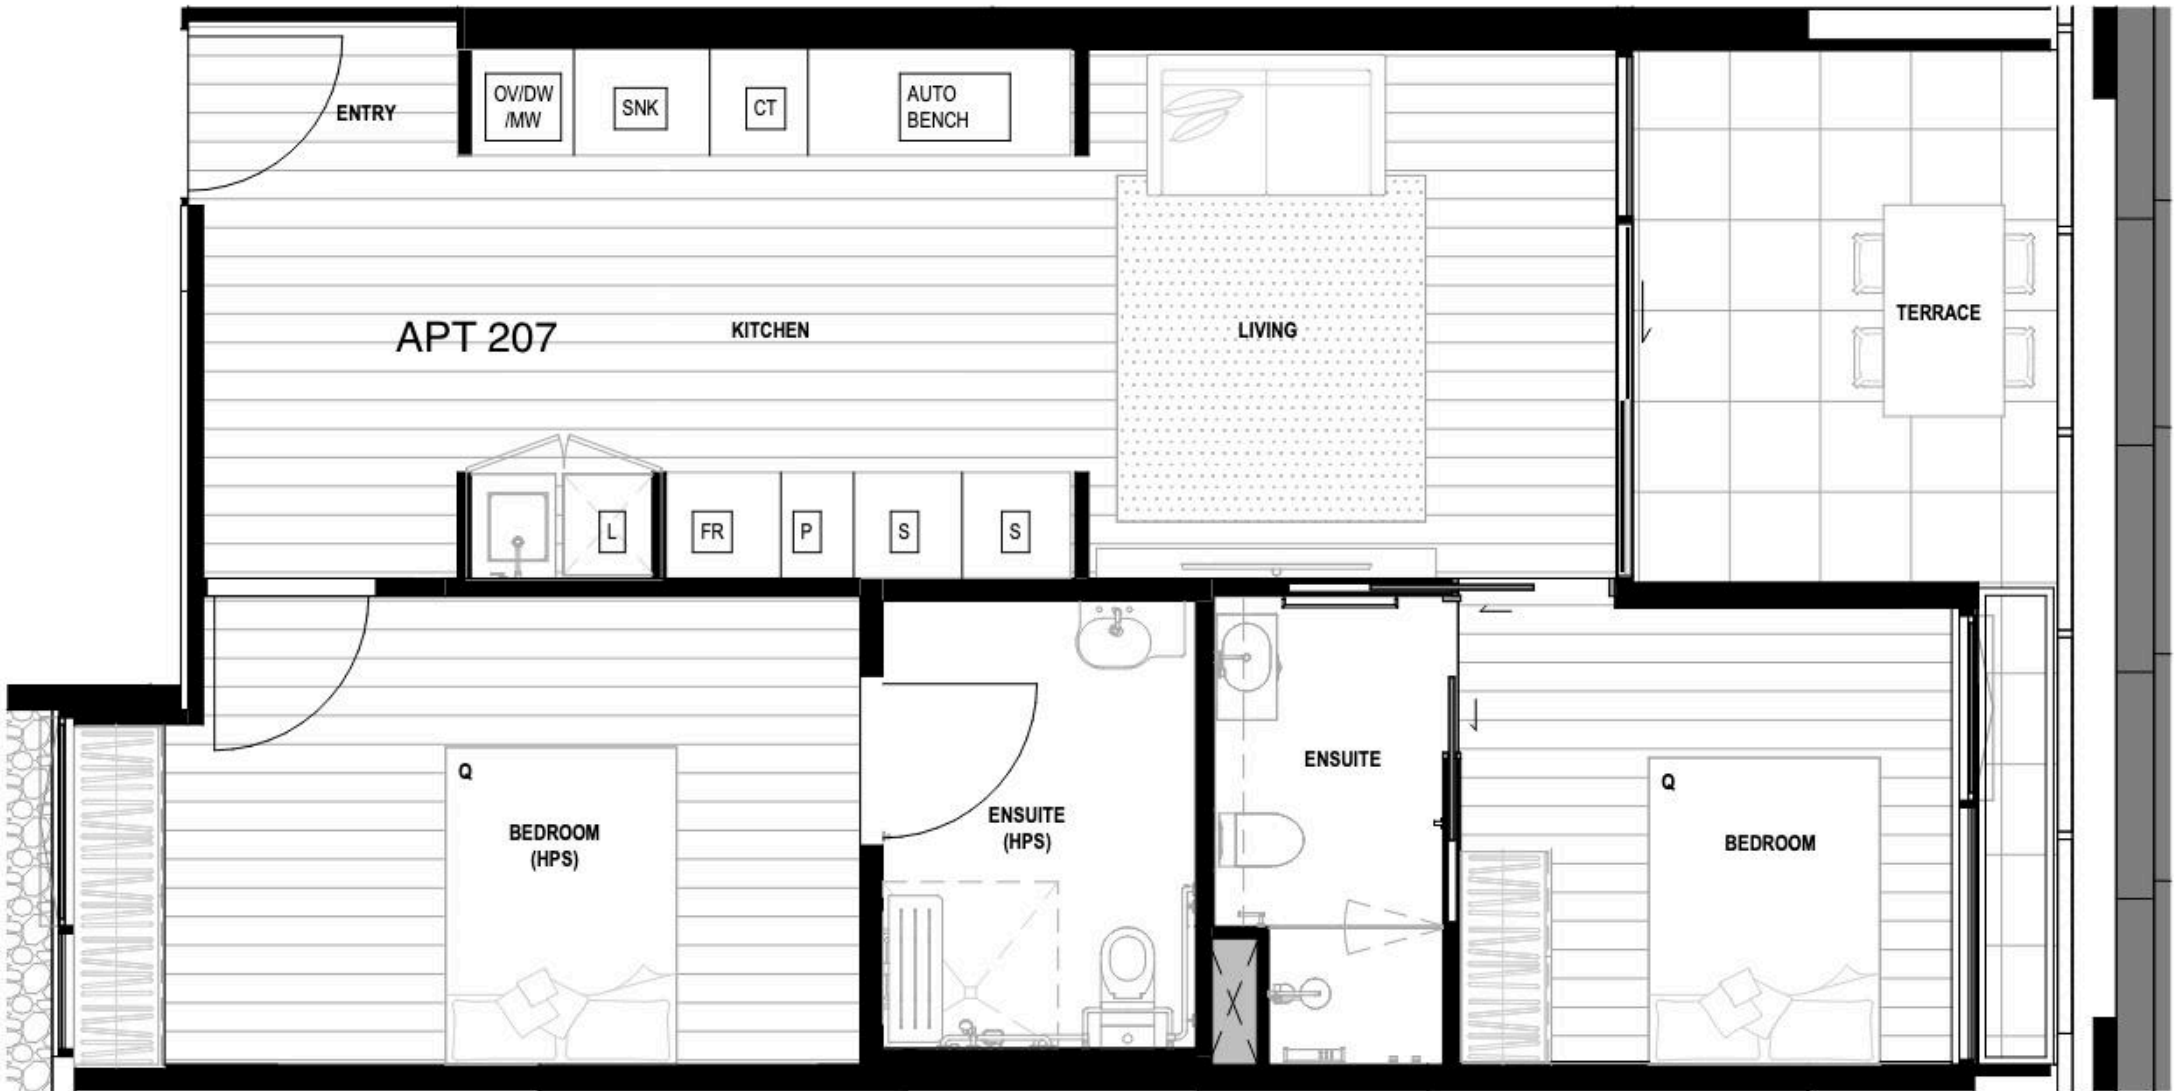 ENTRY
OV/DW
/MW
SNK
CT
AUTO
BENCH
APT 207
KITCHEN
LIVING
TERRACE
L
FR
P
S
S
Q
BEDROOM
(HPS)
ENSUITE
(HPS)
ENSUITE
Q
BEDROOM